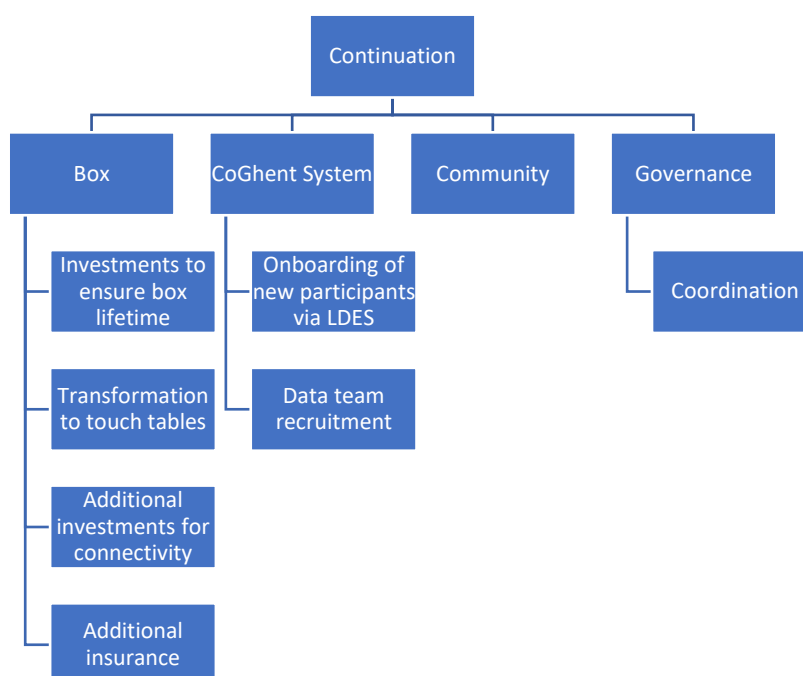 Continuation
Box
CoGhent System
Community
Governance
Investments to
ensure box
lifetime
Transformation
to touch tables
Additional
investments for
connectivity
Additional
insurance
Onboarding of
new participants
via LDES
Data team
recruitment
Coordination